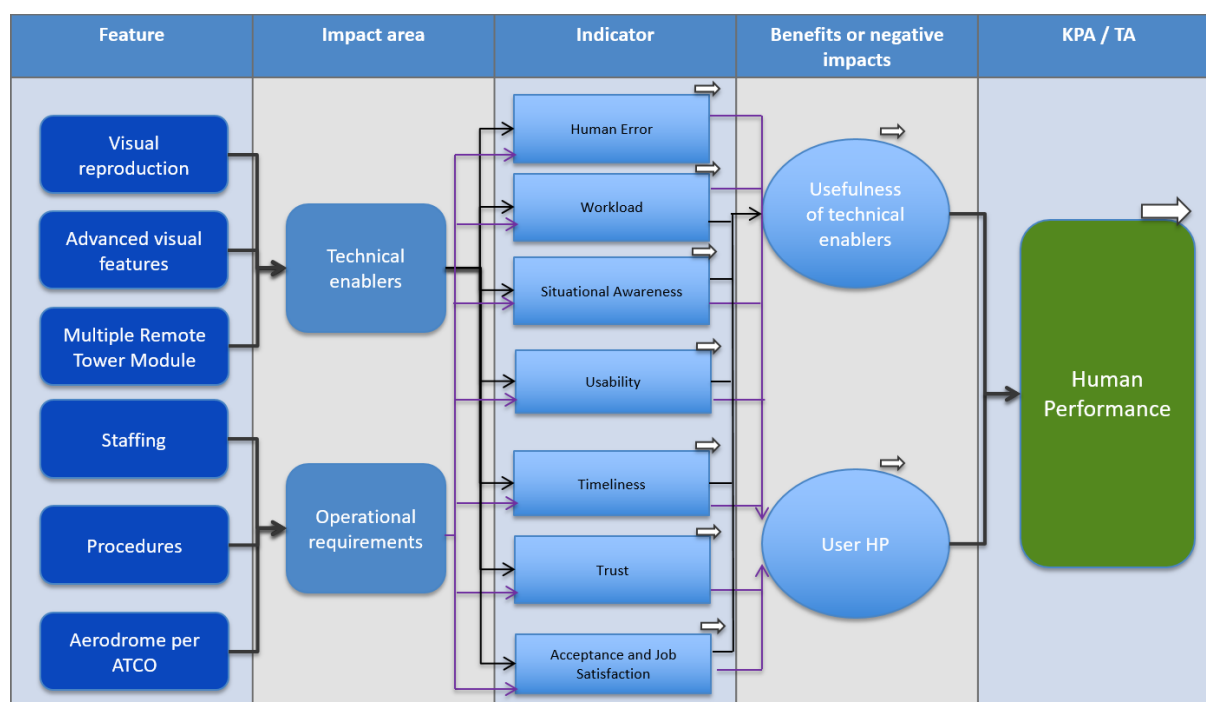 Feature
Impact area
Indicator
Benefits or negative
impacts
KPA / TA
Visual
reproduction
Advanced visual
features
Multiple Remote
Tower Module
Staffing
Procedures
Aerodrome per
ATCO
Technical
enablers
Operational
requirements
Human Error
Workload
Situational Awareness
Usability
Timeliness
Trust
Acceptance and Job
Satisfaction
Usefulness
of technical
enablers
User HP
Human
Performance